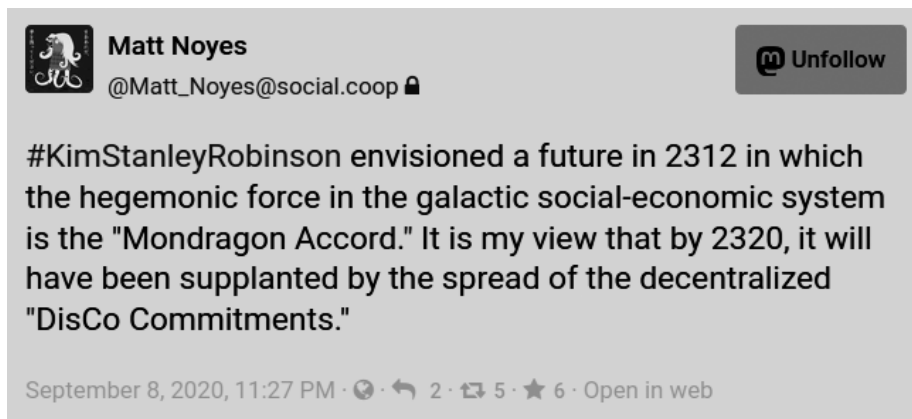 Matt Noyes
@Matt_Noyes@social.coop
Unfollow
#KimStanleyRobinson envisioned a future in 2312 in which
the hegemonic force in the galactic social-economic system
is the "Mondragon Accord." It is my view that by 2320, it will
have been supplanted by the spread of the decentralized
"DisCo Commitments."
September 8, 2020, 11:27 PM · · 2 · 5 · 6 · Open in web